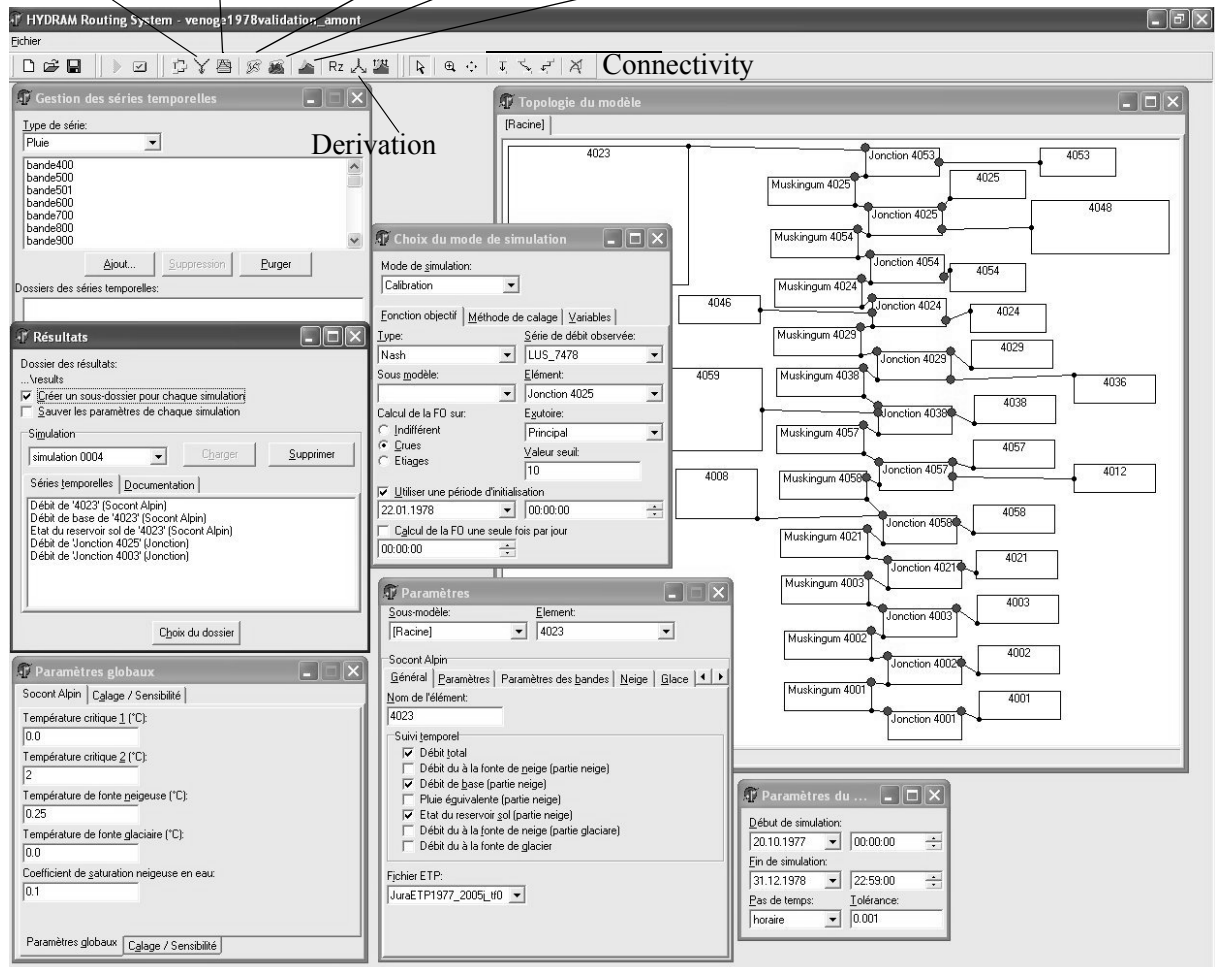 HYDRAM Routing System - venoge1978validation_amont
Fichier
Rz
Connectivity
Derivation
Gestion des séries temporelles
Type de série:
Pluie
bande400
bande500
bande501
bande600
bande700
bande800
bande900
Ajout...
Suppression
Purger
Dossiers des séries temporelles:
Résultats
Dossier des résultats:
...\results
Créer un sous-dossier pour chaque simulation
Sauver les paramètres de chaque simulation
Simulation
simulation 0004
Charger
Supprimer
Séries temporelles
Documentation
Débit de '4023' (Socont Alpin)
Débit de base de '4023' (Socont Alpin)
Etat du reservoir sol de '4023' (Socont Alpin)
Débit de 'Jonction 4025' (Jonction)
Débit de 'Jonction 4003' (Jonction)
Choix du dossier
Paramètres globaux
Socont Alpin
Calage / Sensibilité
Température critique 1 (°C):
0.0
Température critique 2 (°C):
2
Température de fonte neigeuse (°C):
0.25
Température de fonte glaciaire (°C):
0.0
Coefficient de saturation neigeuse en eau:
0.1
Paramètres globaux
Calage / Sensibilité
Choix du mode de simulation
Mode de simulation:
Calibration
Fonction objectif
Méthode de calage
Variables
Type:
Série de débit observée:
Nash
LUS_7478
Sous modèle:
Elément:
Jonction 4025
Calcul de la FO sur:
Exutoire:
Indifférent
Principal
Crues
Valeur seuil:
Etiages
10
Utiliser une période d'initialisation
22.01.1978
00:00:00
Calcul de la FO une seule fois par jour
00:00:00
Paramètres
Sous-modèle:
Element:
[Racine]
4023
Socont Alpin
Général
Paramètres
Paramètres des bandes
Neige
Glace
Nom de l'élément:
4023
Suivi temporel
Débit total
Débit du à la fonte de neige (partie neige)
Débit de base (partie neige)
Pluie équivalente (partie neige)
Etat du reservoir sol (partie neige)
Débit du à la fonte de neige (partie glaciare)
Débit du à la fonte de glacier
Fichier ETP:
JuraETP1977_2005j_tf0
Topologie du modèle
[Racine]
4023
Jonction 4053
4053
Muskingum 4025
4025
Jonction 4025
4048
Muskingum 4054
Jonction 4054
4054
Muskingum 4024
4046
Jonction 4024
4024
Muskingum 4029
4029
Jonction 4029
4059
Muskingum 4038
4036
4038
Jonction 4038
Muskingum 4057
4057
Jonction 4057
4012
4008
Muskingum 4058
4058
Jonction 4058
Muskingum 4021
4021
Jonction 4021
Muskingum 4003
4003
Jonction 4003
Muskingum 4002
4002
Jonction 4002
Muskingum 4001
4001
Jonction 4001
Paramètres du ...
Début de simulation:
20.10.1977
00:00:00
Fin de simulation:
31.12.1978
22:59:00
Pas de temps:
Tolérance:
horaire
0.001